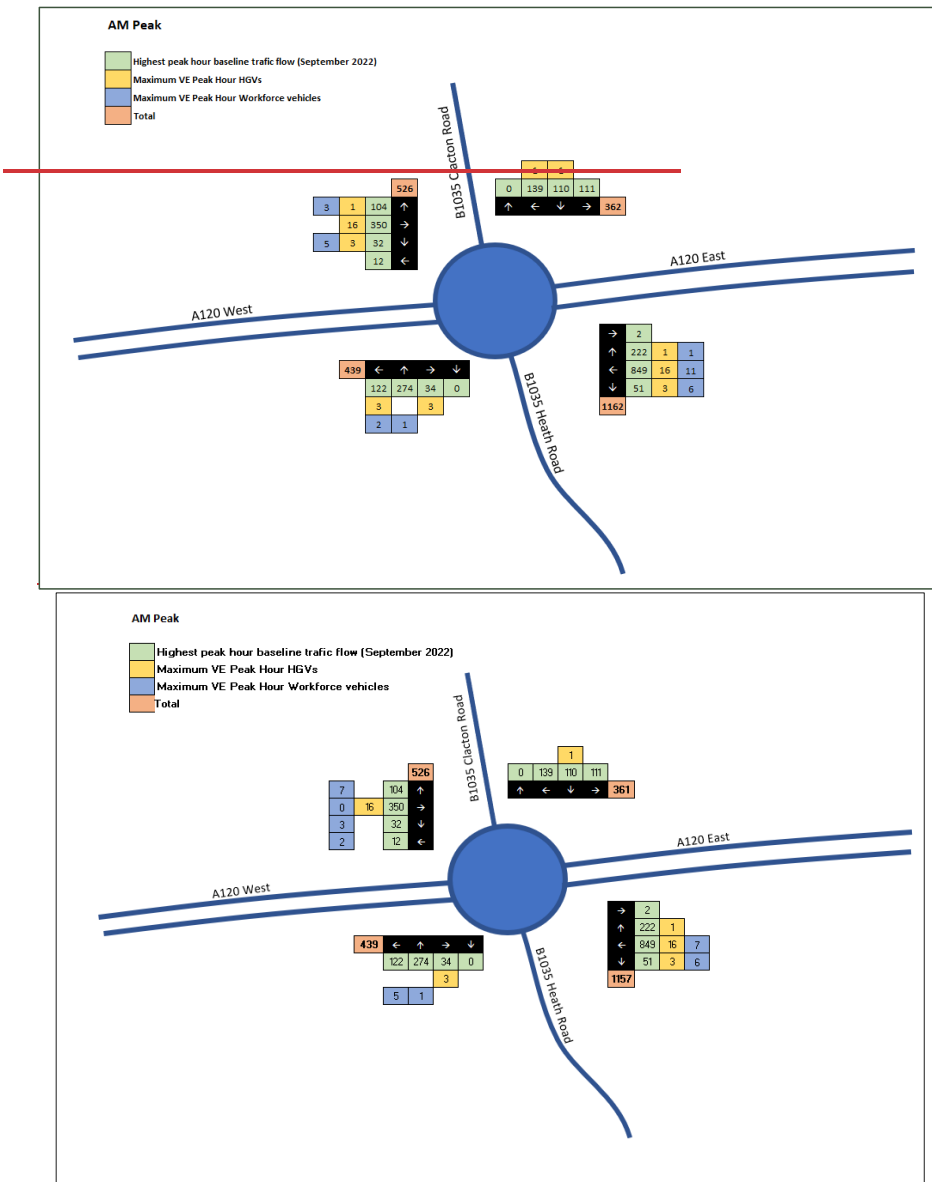 AM Peak
Highest peak hour baseline trafic flow (September 2022)
Maximum VE Peak Hour HGVs
Maximum VE Peak Hour Workforce vehicles
Total
B1035 Clacton Road
0 139 110 111
↑ ← ↓ → 362
526
3 1 104 ↑
16 350 →
5 3 32 ↓
12 ←
A120 East
A120 West
→ 2
↑ 222 1 1
← 849 16 11
↓ 51 3 6
1162
439 ← ↑ → ↓
122 274 34 0
3 3
2 1
B1035 Heath Road
AM Peak
Highest peak hour baseline trafic flow (September 2022)
Maximum VE Peak Hour HGVs
Maximum VE Peak Hour Workforce vehicles
Total
B1035 Clacton Road
1
0 139 110 111
↑ ← ↓ → 361
526
7 104 ↑
0 16 350 →
3 32 ↓
2 12 ←
A120 East
A120 West
→ 2
↑ 222 1
← 849 16 7
↓ 51 3 6
1157
439 ← ↑ → ↓
122 274 34 0
3
5 1
B1035 Heath Road